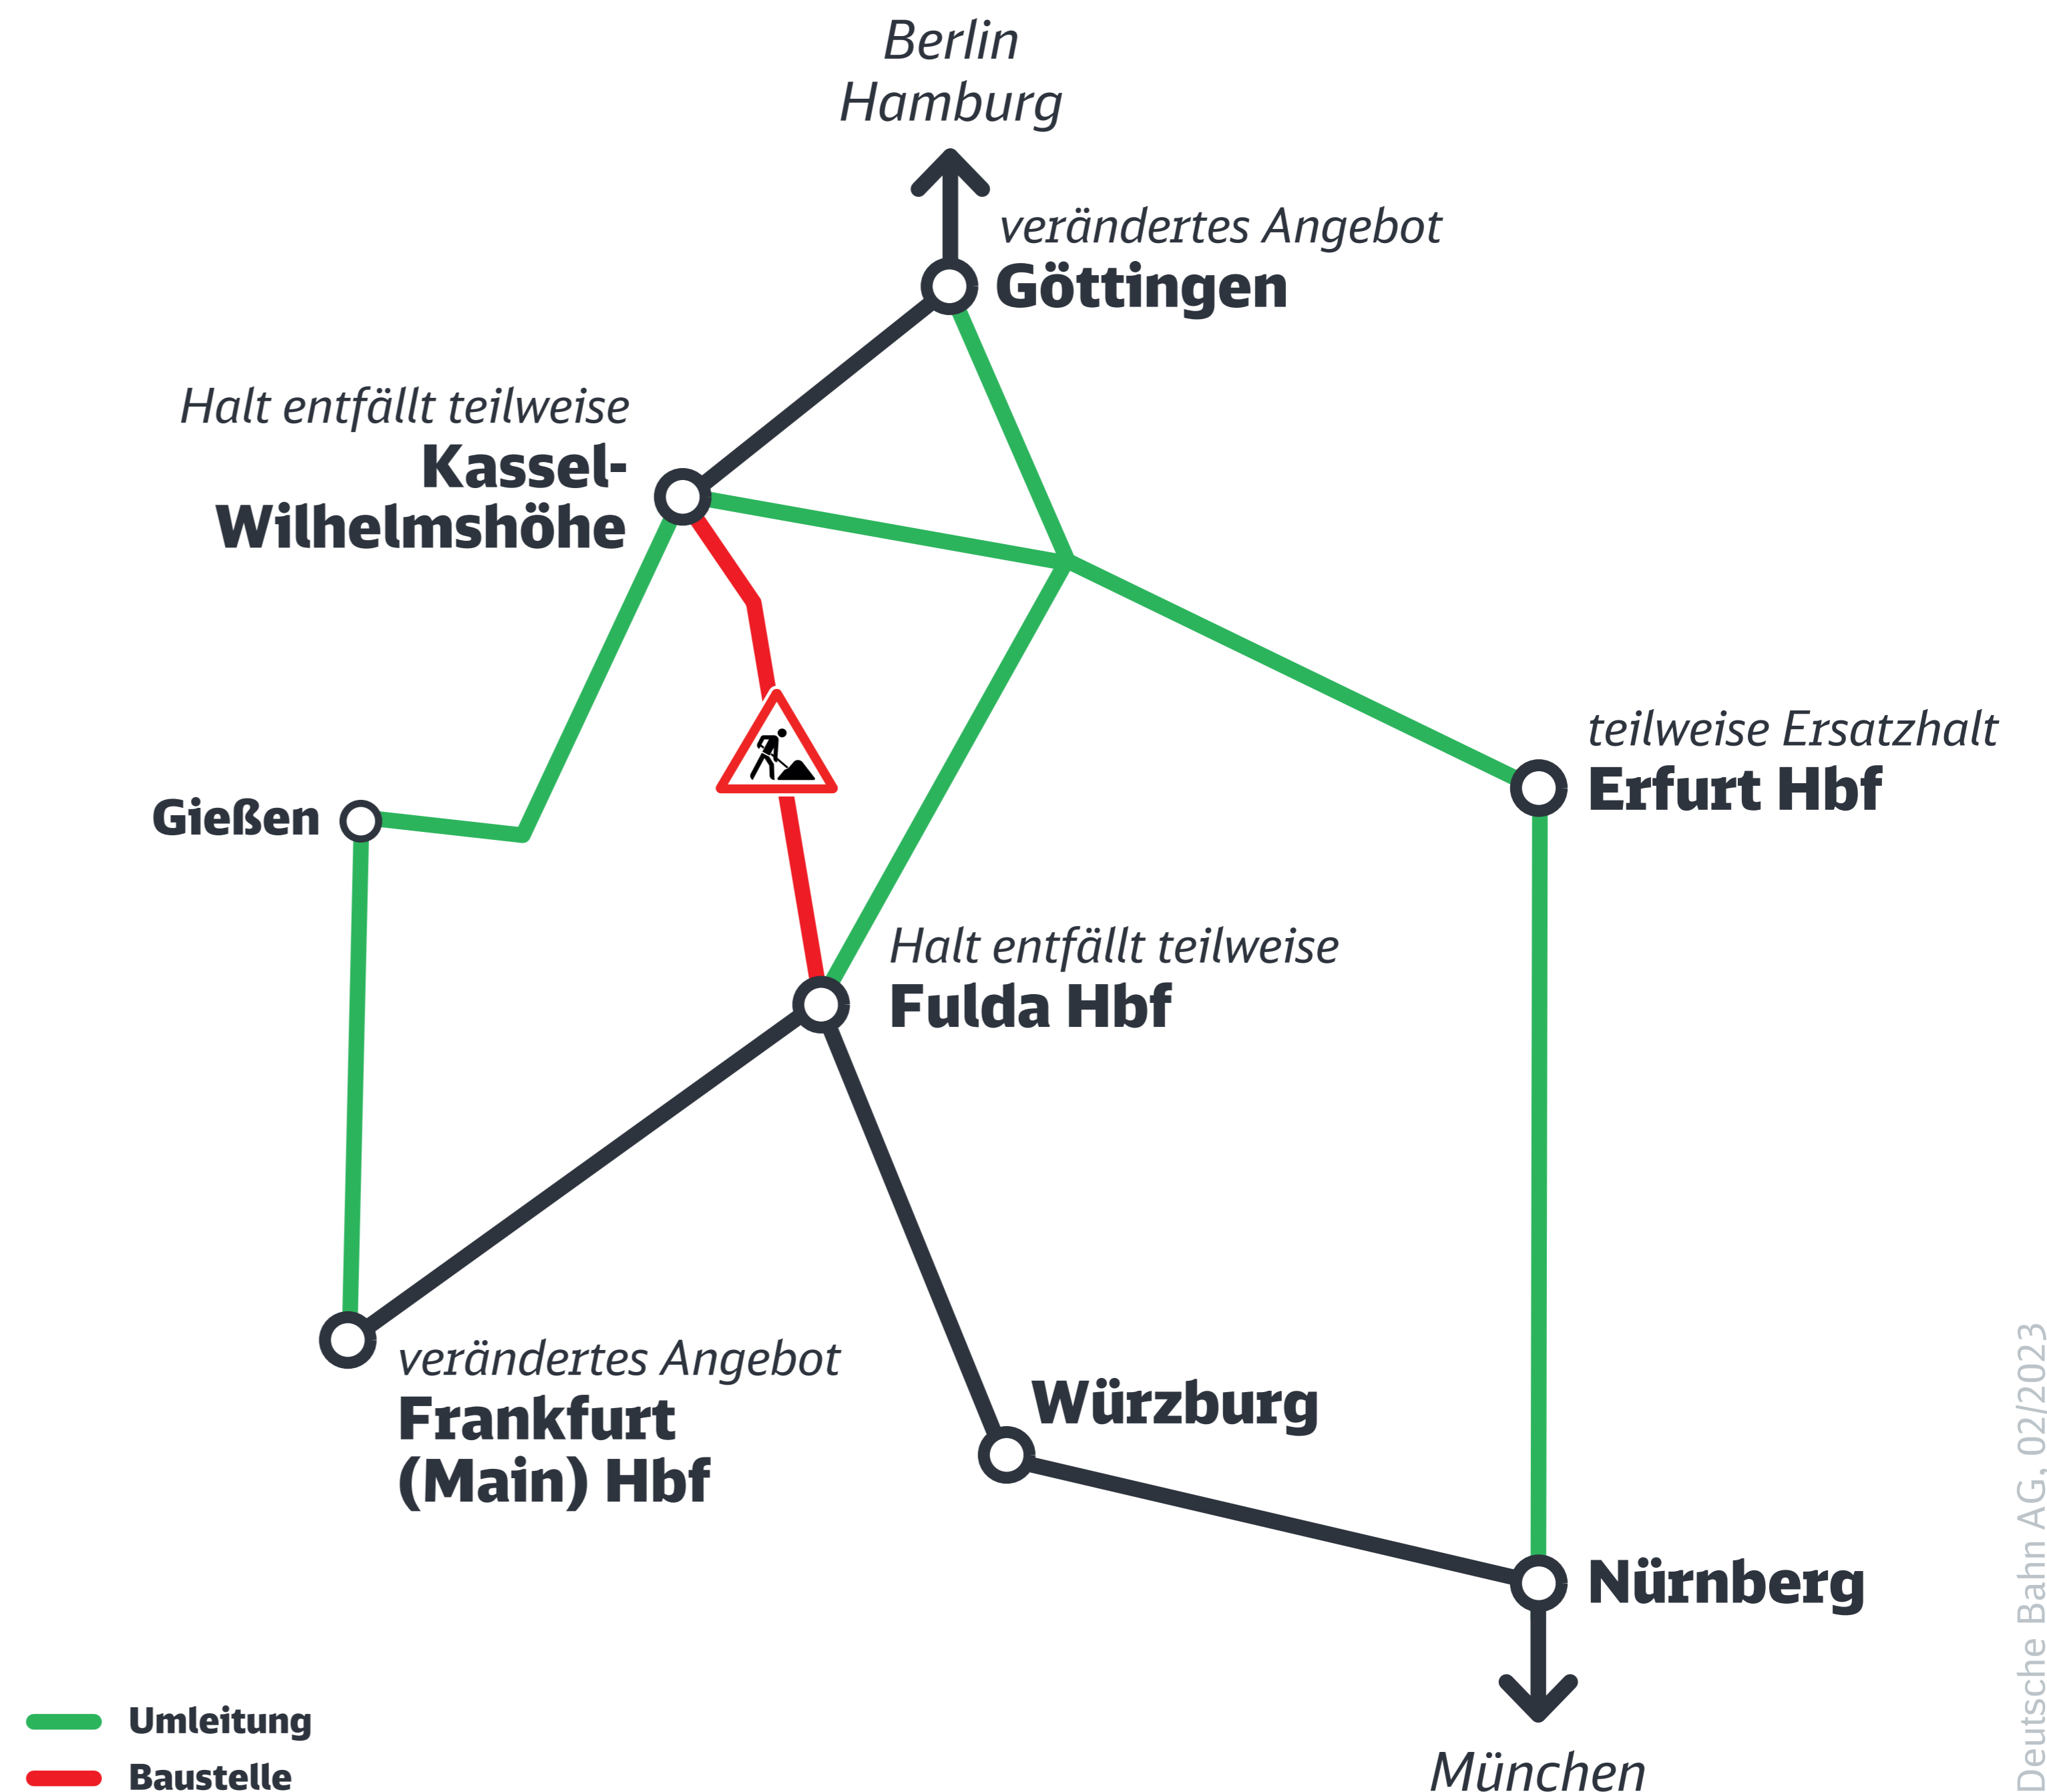 Berlin
Hamburg
verändertes Angebot
Göttingen
Halt entfällt teilweise
Kassel-
Wilhelmshöhe
teilweise Ersatzhalt
Erfurt Hbf
Gießen
Halt entfällt teilweise
Fulda Hbf
verändertes Angebot
Frankfurt
(Main) Hbf
Würzburg
Nürnberg
München
Umleitung
Baustelle
Deutsche Bahn AG, 02/2023